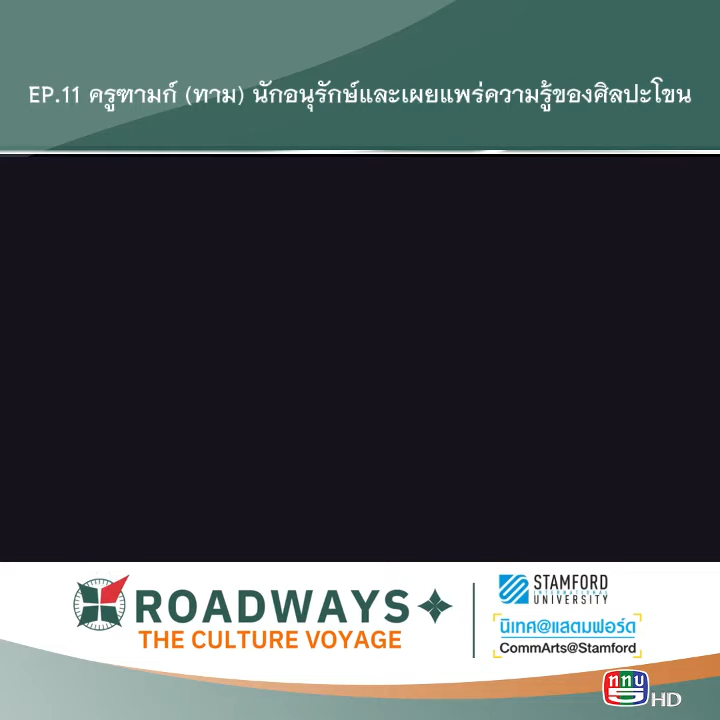 EP.11 ครูฑามก์ (ทาม) นักอนุรักษ์และเผยแพร่ความรู้ของศิลปะโขน
ROADWAYS
THE CULTURE VOYAGE
STAMFORD
INTERNATIONAL
UNIVERSITY
นิเทศ@แสตมฟอร์ด
CommArts@Stamford
ททบ
5
HD